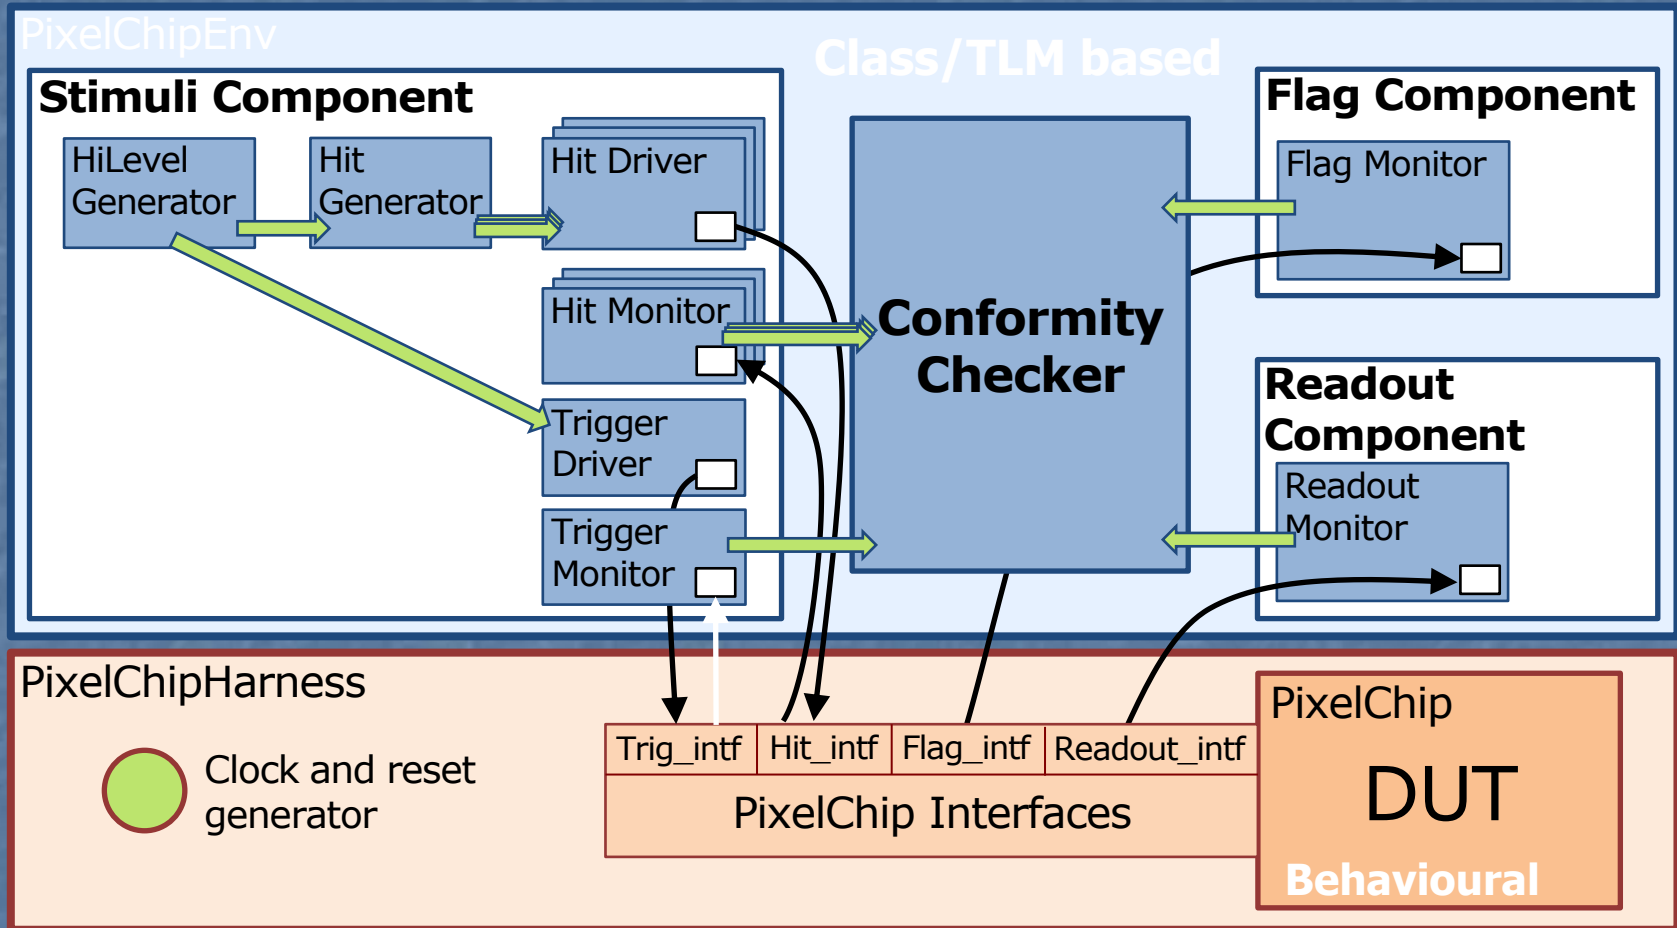 PixelChipEnv
Class/TLM based
Stimuli Component
HiLevel
Generator
Hit
Generator
Hit Driver
Hit Monitor
Trigger
Driver
Trigger
Monitor
Conformity
Checker
Flag Component
Flag Monitor
Readout
Component
Readout
Monitor
PixelChipHarness
Clock and reset
generator
Trig_intf
Hit_intf
Flag_intf
Readout_intf
PixelChip Interfaces
PixelChip
DUT
Behavioural